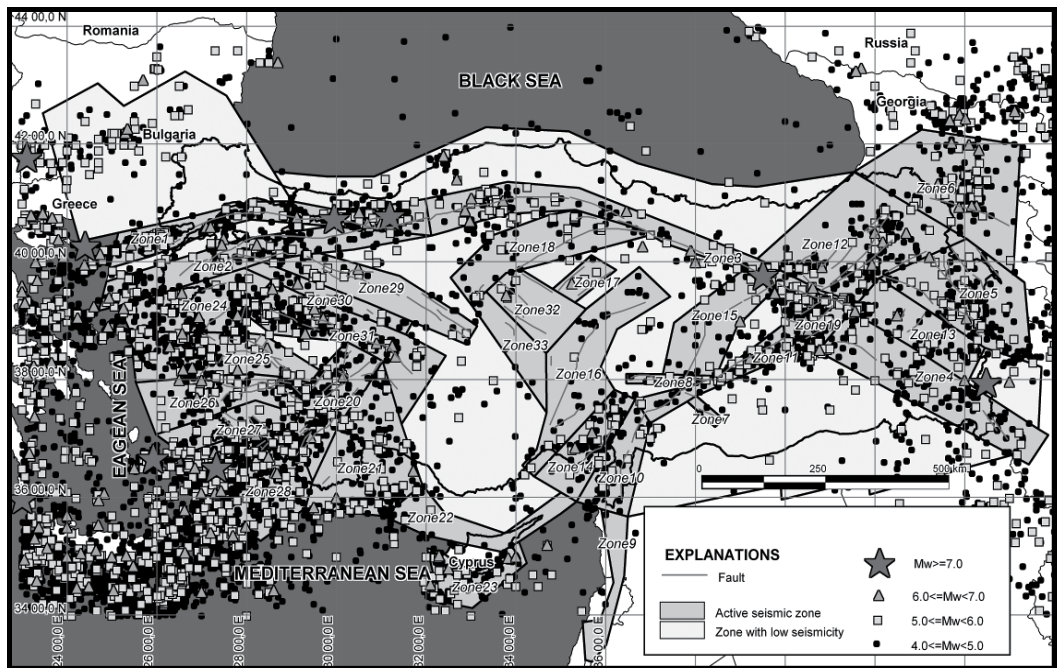 44 00,0 N
Romania
Russia
BLACK SEA
Georgia
42 00,0 N
Bulgaria
Zone6
Greece
Zone1
Zone18
Zone12
40 00,0 N
Zone2
Zone3
Zone29
Zone17
Zone5
Zone24
Zone30
Zone32
Zone15
Zone19
Zone31
Zone33
Zone13
Zone25
Zone11
38 00,0 N
Zone16
Zone8
Zone4
EAGEAN SEA
Zone26
Zone20
Zone7
Zone27
Zone21
Zone14
0
250
500 km
36 00,0 N
Zone28
Zone10
Zone22
Zone9
Cyprus
MEDITERRANEAN SEA
Zone23
34 00,0 N
24 00,0 E
26 00,0 E
28 00,0 E
30 00,0 E
32 00,0 E
34 00,0 E
36 00,0 E
EXPLANATIONS
Fault
Active seismic zone
Zone with low seismicity
Mw>=7.0
6.0<=Mw<7.0
5.0<=Mw<6.0
4.0<=Mw<5.0